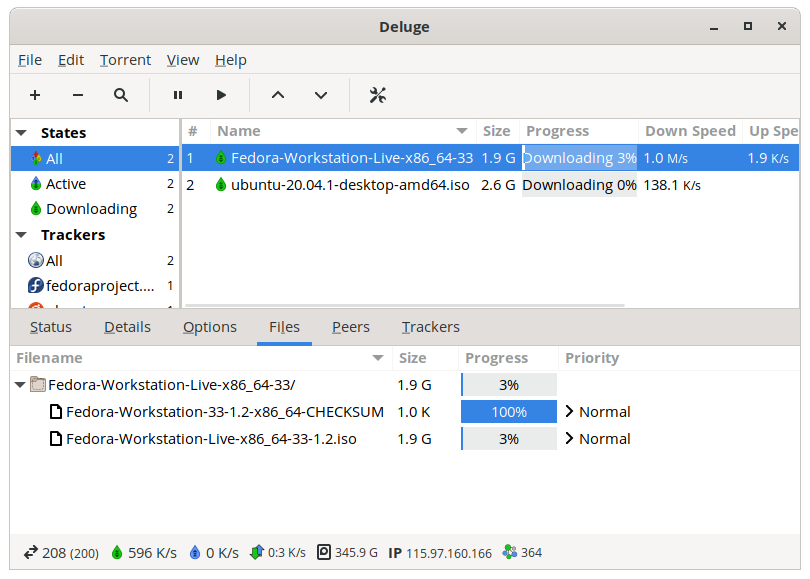 Deluge
File Edit Torrent View Help
States
All 2
Active 2
Downloading 2
Trackers
All 2
fedoraproject.... 1
1
# Name Size Progress Down Speed Up Spe
1 Fedora-Workstation-Live-x86_64-33 1.9 G Downloading 3% 1.0 M/s 1.9 K/s
2 ubuntu-20.04.1-desktop-amd64.iso 2.6 G Downloading 0% 138.1 K/s
Status Details Options Files Peers Trackers
Filename Size Progress Priority
Fedora-Workstation-Live-x86_64-33/ 1.9 G 3%
Fedora-Workstation-33-1.2-x86_64-CHECKSUM 1.0 K 100% Normal
Fedora-Workstation-Live-x86_64-33-1.2.iso 1.9 G 3% Normal
208 (200) 596 K/s 0 K/s 0:3 K/s 345.9 G IP 115.97.160.166 364